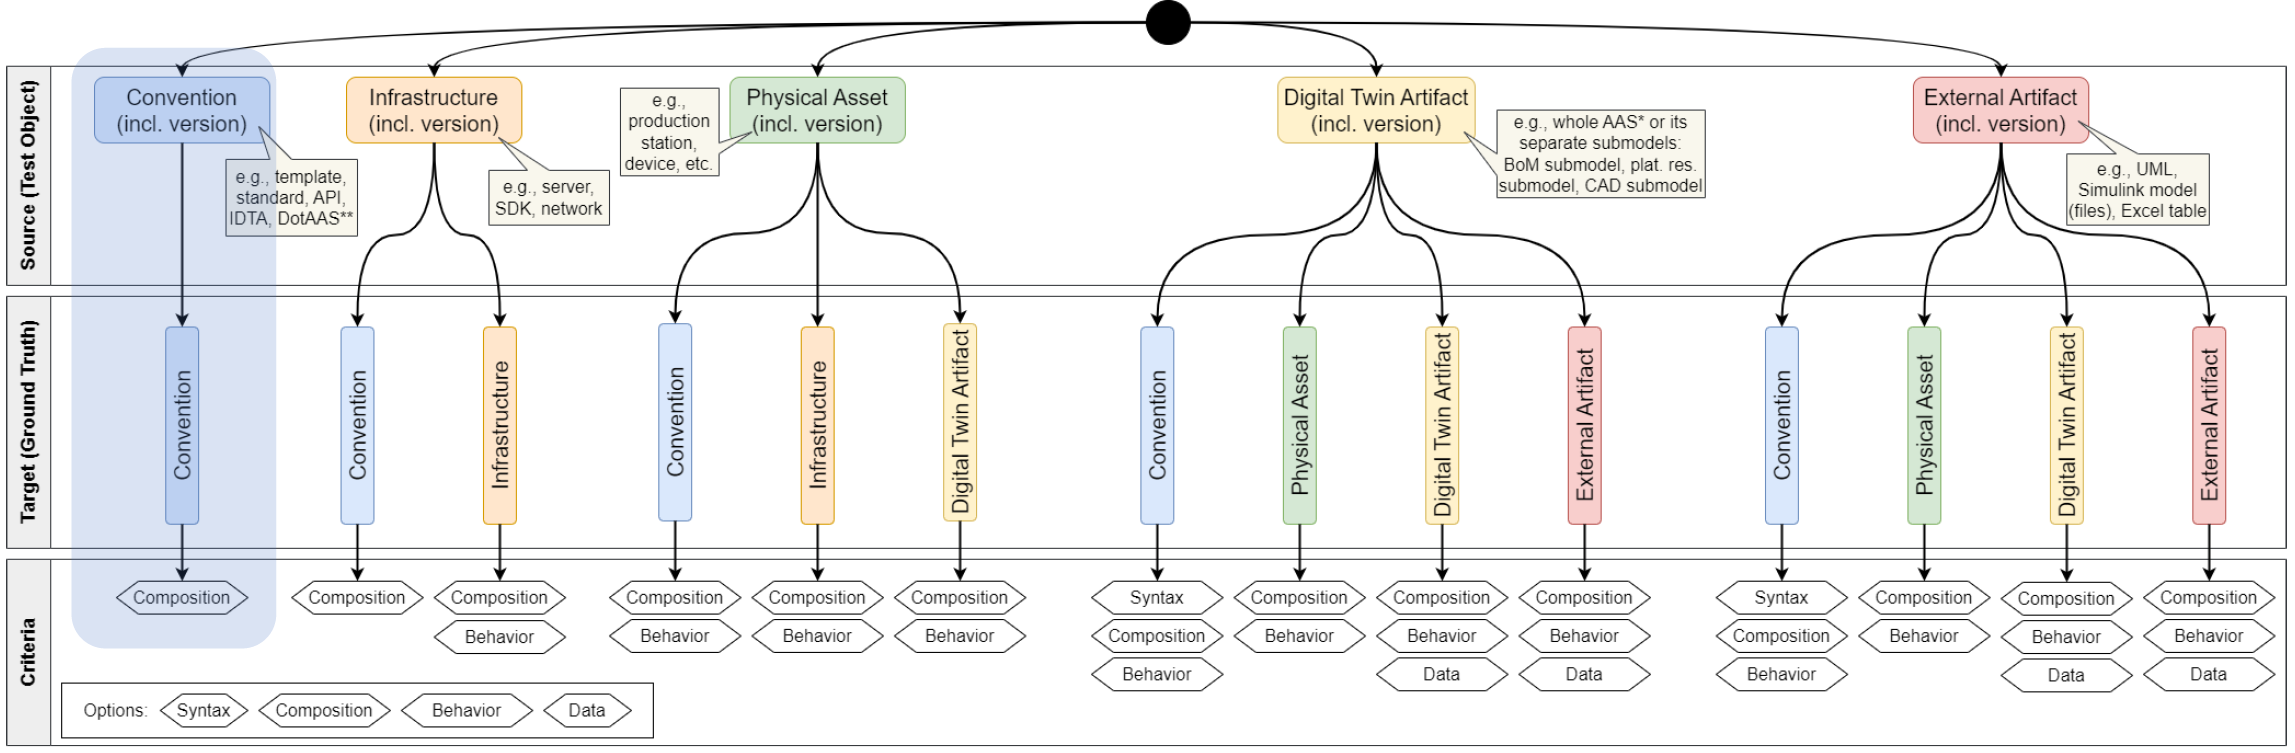 Source (Test Object)
Convention
(incl. version)
e.g., template,
standard, API,
IDTA, DotAAS**
Infrastructure
(incl. version)
e.g., server,
SDK, network
e.g.,
production
station,
device, etc.
Physical Asset
(incl. version)
Digital Twin Artifact
(incl. version)
e.g., whole AAS* or its
separate submodels:
BoM submodel, plat. res.
submodel, CAD submodel
External Artifact
(incl. version)
e.g., UML,
Simulink model
(files), Excel table
Target (Ground Truth)
Convention
Convention
Infrastructure
Convention
Infrastructure
Digital Twin Artifact
Convention
Physical Asset
Digital Twin Artifact
External Artifact
Convention
Physical Asset
Digital Twin Artifact
External Artifact
Criteria
Composition
Composition
Composition
Behavior
Composition
Behavior
Composition
Behavior
Composition
Behavior
Syntax
Composition
Behavior
Composition
Behavior
Composition
Behavior
Data
Composition
Behavior
Data
Syntax
Composition
Behavior
Composition
Behavior
Composition
Behavior
Data
Composition
Behavior
Data
Options: Syntax Composition Behavior Data